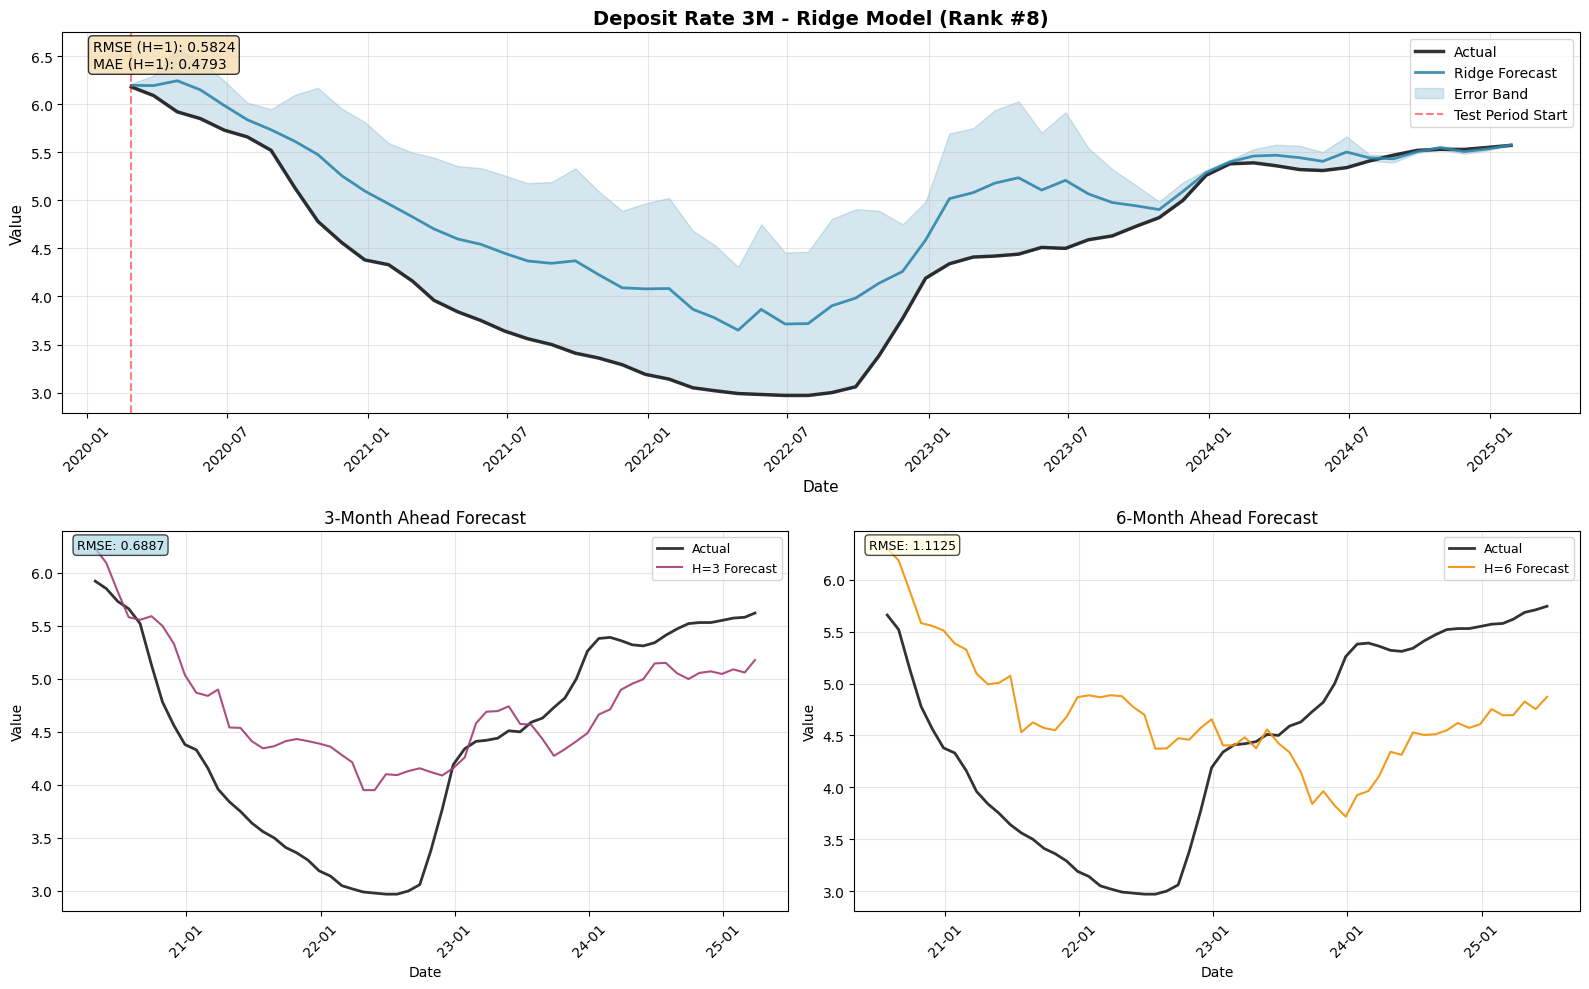 Deposit Rate 3M - Ridge Model (Rank #8)
RMSE (H=1): 0.5824
MAE (H=1): 0.4793
Actual
Ridge Forecast
Error Band
Test Period Start
Value
6.5
6.0
5.5
5.0
4.5
4.0
3.5
3.0
2020-01
2020-07
2021-01
2021-07
2022-01
2022-07
2023-01
2023-07
2024-01
2024-07
2025-01
Date
3-Month Ahead Forecast
RMSE: 0.6887
Actual
H=3 Forecast
Value
6.0
5.5
5.0
4.5
4.0
3.5
3.0
21-01
22-01
23-01
24-01
25-01
Date
6-Month Ahead Forecast
RMSE: 1.1125
Actual
H=6 Forecast
Value
6.0
5.5
5.0
4.5
4.0
3.5
3.0
21-01
22-01
23-01
24-01
25-01
Date